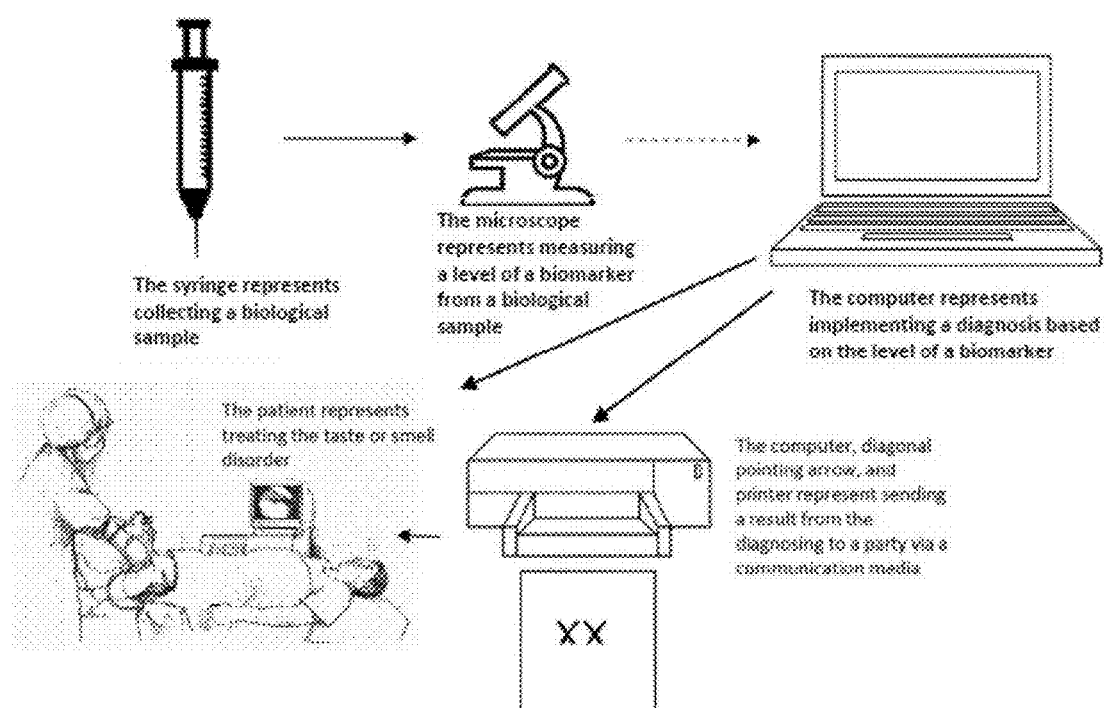 The syringe represents
collecting a biological
sample
The microscope
represents measuring
a level of a biomarker
from a biological
sample
The computer represents
implementing a diagnosis based
on the level of a biomarker
The patient represents
treating the taste or smell
disorder
The computer, diagonal
pointing arrow, and
printer represent sending
a result from the
diagnosing to a party via a
communication media
XX